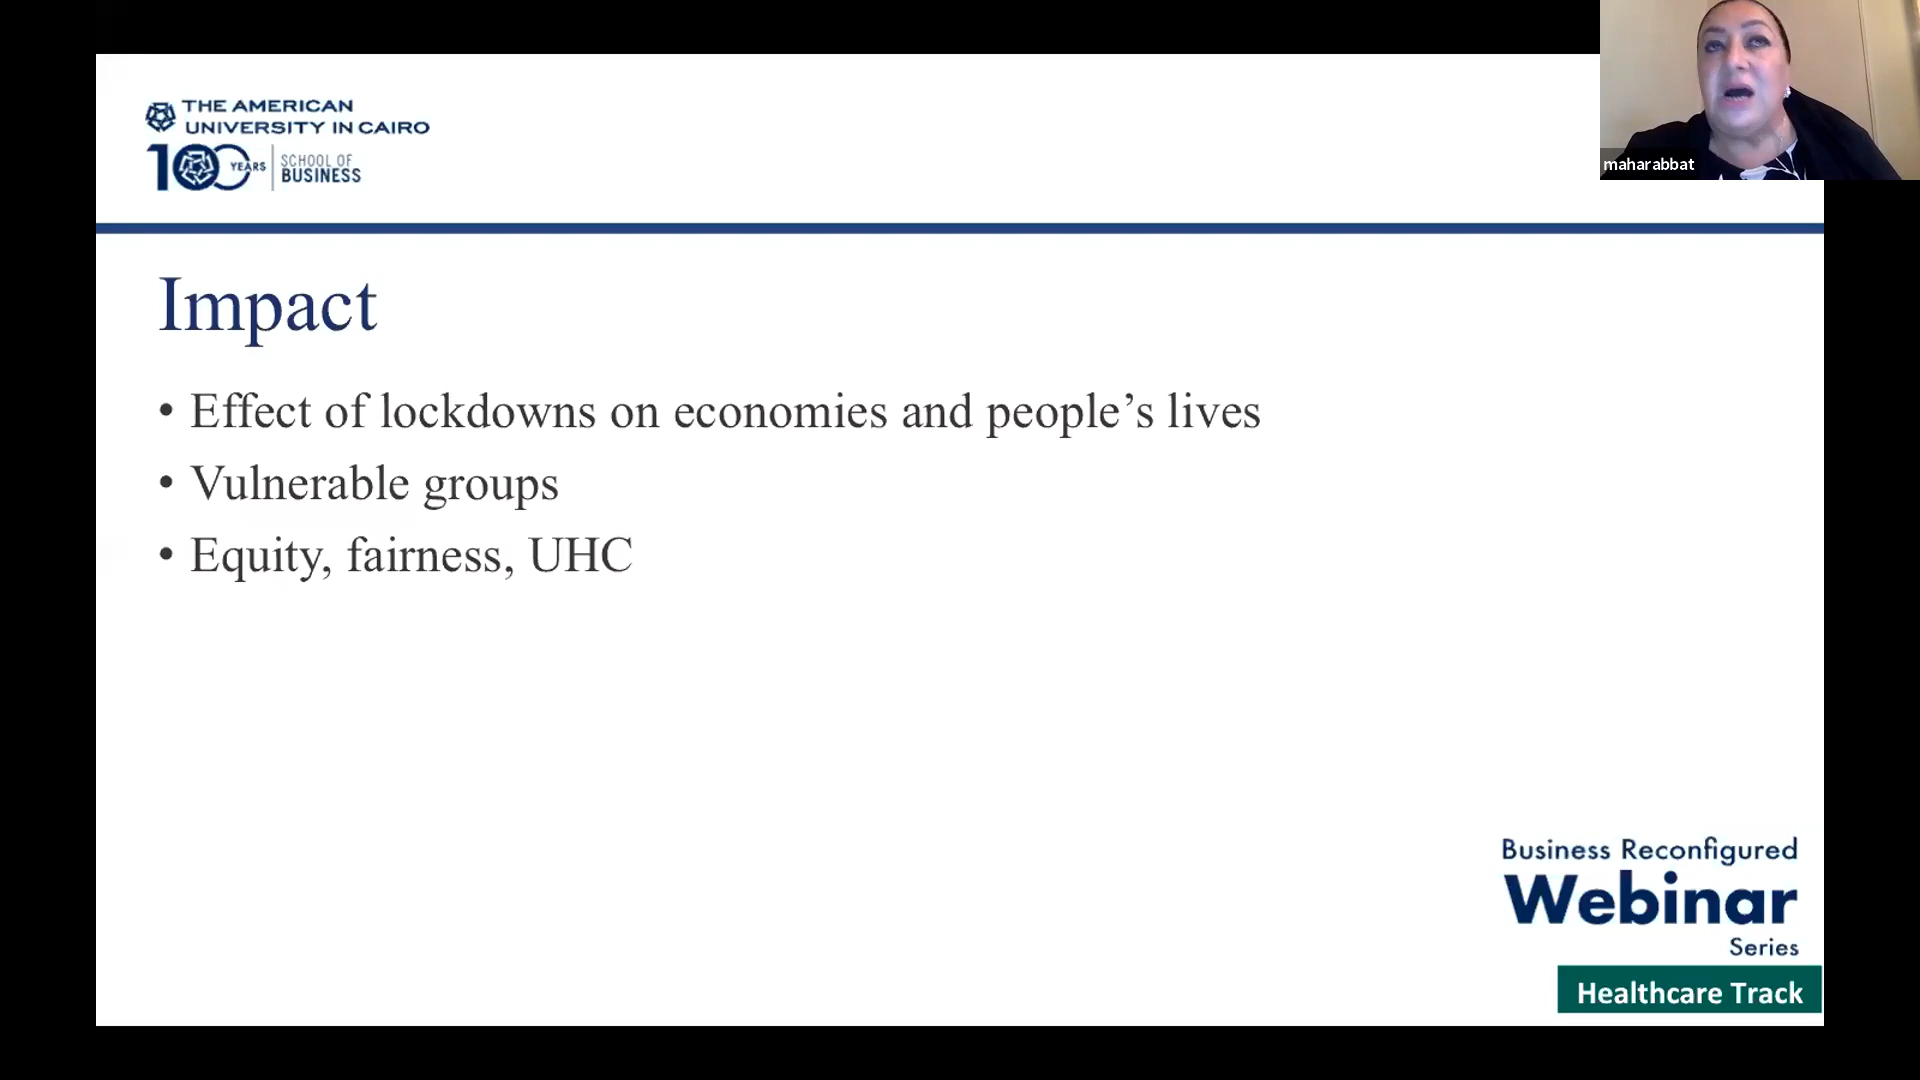 THE AMERICAN
UNIVERSITY IN CAIRO
100 YEARS
SCHOOL OF
BUSINESS
maharabbat
Impact
• Effect of lockdowns on economies and people’s lives
• Vulnerable groups
• Equity, fairness, UHC
Business Reconfigured
Webinar
Series
Healthcare Track